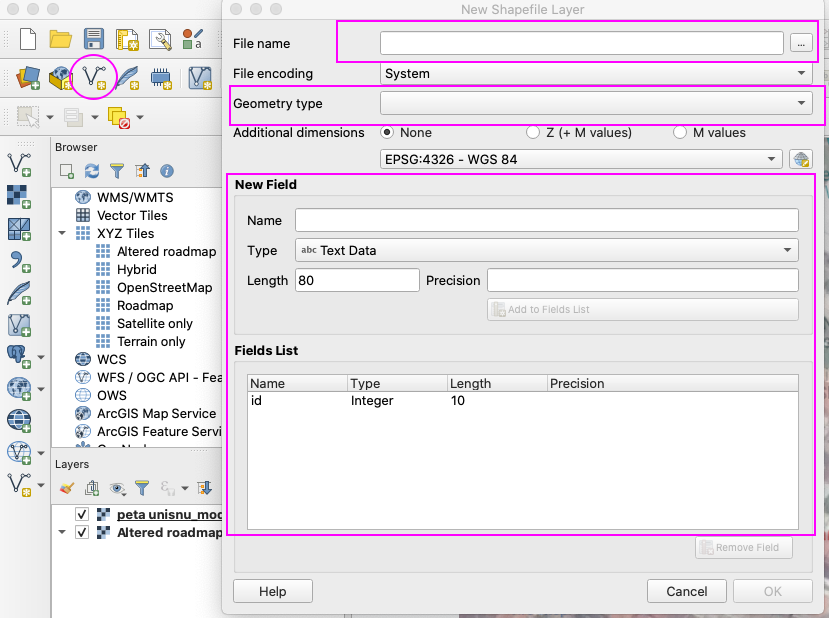 New Shapefile Layer
File name
...
File encoding System
Geometry type
Additional dimensions None Z (+ M values) M values
EPSG:4326 - WGS 84
New Field
Name
Type abc Text Data
Length 80 Precision
Add to Fields List
Fields List
Name Type Length Precision
id Integer 10
Remove Field
Help Cancel OK
Browser
WMS/WMTS
Vector Tiles
XYZ Tiles
Altered roadmap
Hybrid
OpenStreetMap
Roadmap
Satellite only
Terrain only
WCS
WFS / OGC API - Fea
OWS
ArcGIS Map Service
ArcGIS Feature Servi
Layers
peta unisnu_moc
Altered roadmap